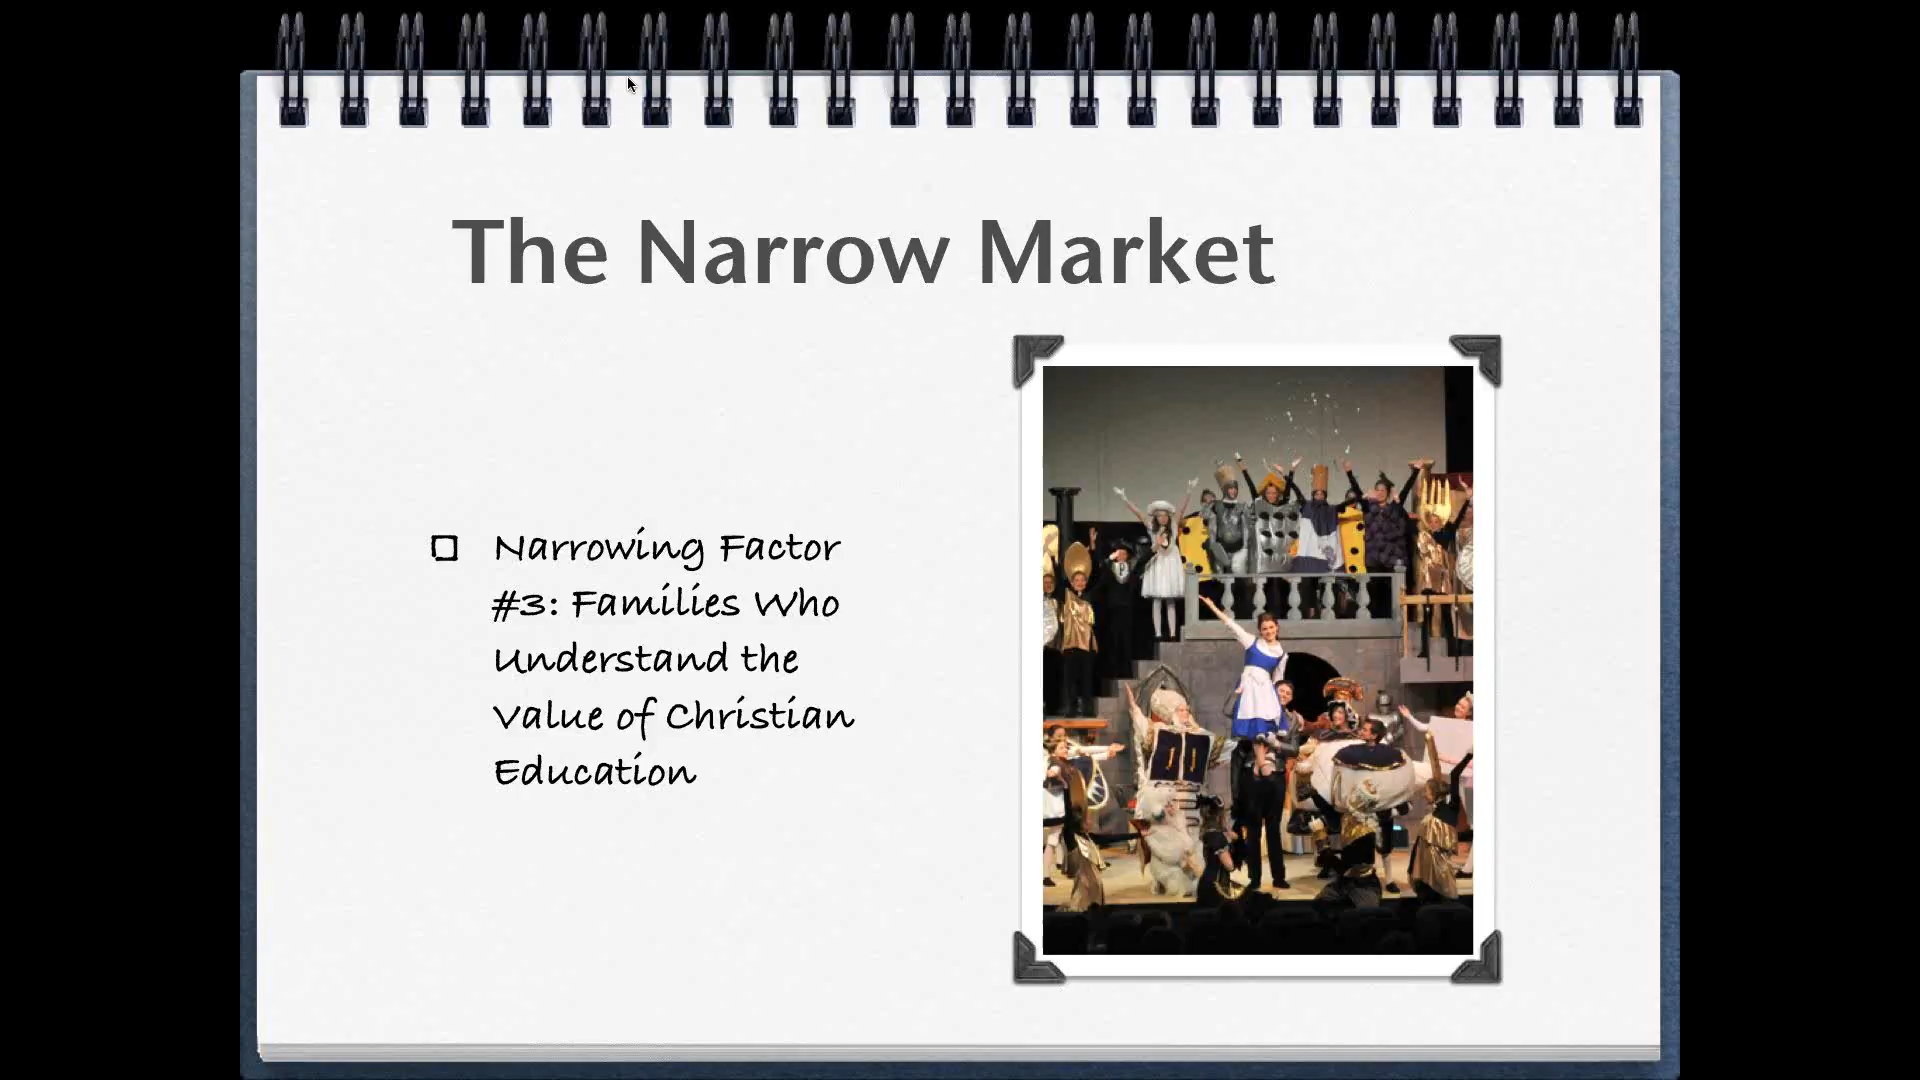 The Narrow Market
Narrowing Factor
#3: Families Who
Understand the
Value of Christian
Education